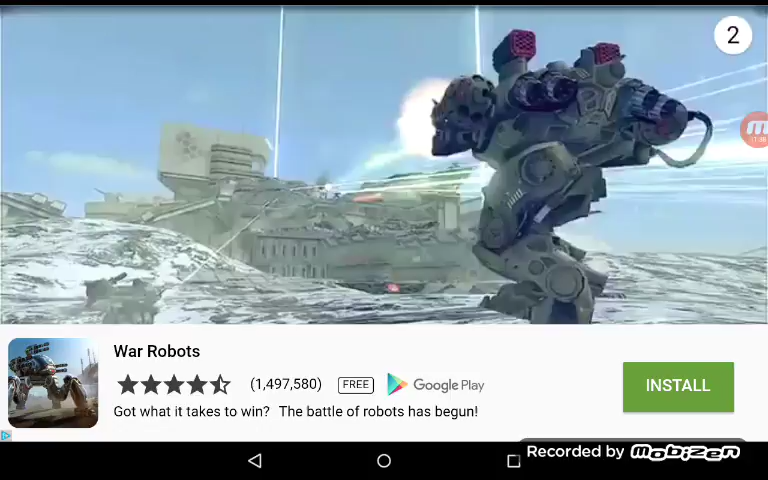 2
War Robots
(1,497,580) FREE Google Play
Got what it takes to win? The battle of robots has begun!
INSTALL
Recorded by Mobizen